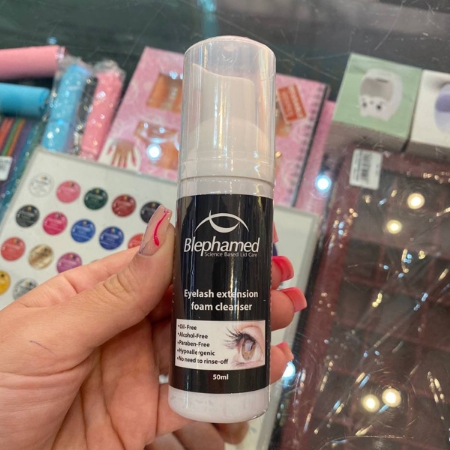 Blephamed
Science Based Lid Care
Eyelash extension
foam cleanser
•Oil-Free
•Alcohol-Free
•Paraben-Free
•Hypoallergenic
•No need to rinse-off
50ml